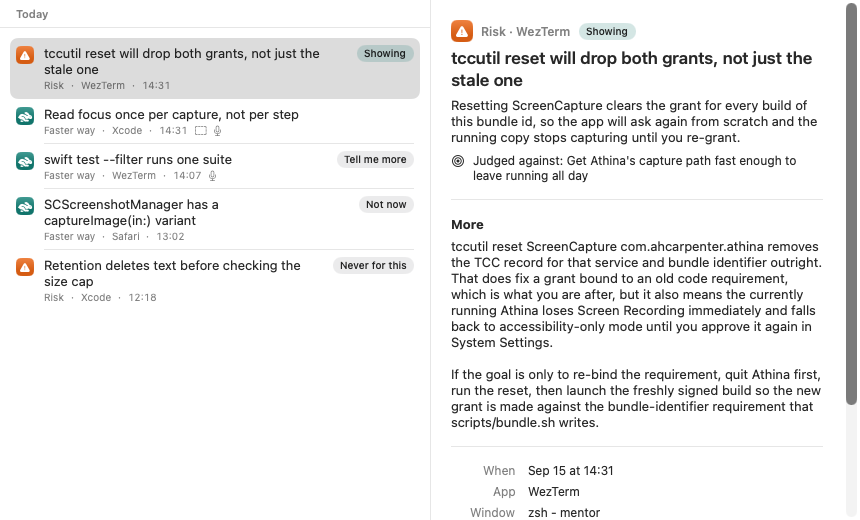 Today
tccutil reset will drop both grants, not just the
stale one
Showing
Risk · WezTerm · 14:31
Read focus once per capture, not per step
Faster way · Xcode · 14:31
swift test --filter runs one suite
Tell me more
Faster way · WezTerm · 14:07
SCScreenshotManager has a
captureImage(in:) variant
Not now
Faster way · Safari · 13:02
Retention deletes text before checking the
size cap
Never for this
Risk · Xcode · 12:18
Risk · WezTerm
Showing
tccutil reset will drop both grants, not just the
stale one
Resetting ScreenCapture clears the grant for every build of
this bundle id, so the app will ask again from scratch and the
running copy stops capturing until you re-grant.
Judged against: Get Athina's capture path fast enough to
leave running all day
More
tccutil reset ScreenCapture com.ahcarpenter.athina removes
the TCC record for that service and bundle identifier outright.
That does fix a grant bound to an old code requirement,
which is what you are after, but it also means the currently
running Athina loses Screen Recording immediately and falls
back to accessibility-only mode until you approve it again in
System Settings.
If the goal is only to re-bind the requirement, quit Athina first,
run the reset, then launch the freshly signed build so the new
grant is made against the bundle-identifier requirement that
scripts/bundle.sh writes.
When Sep 15 at 14:31
App WezTerm
Window zsh - mentor